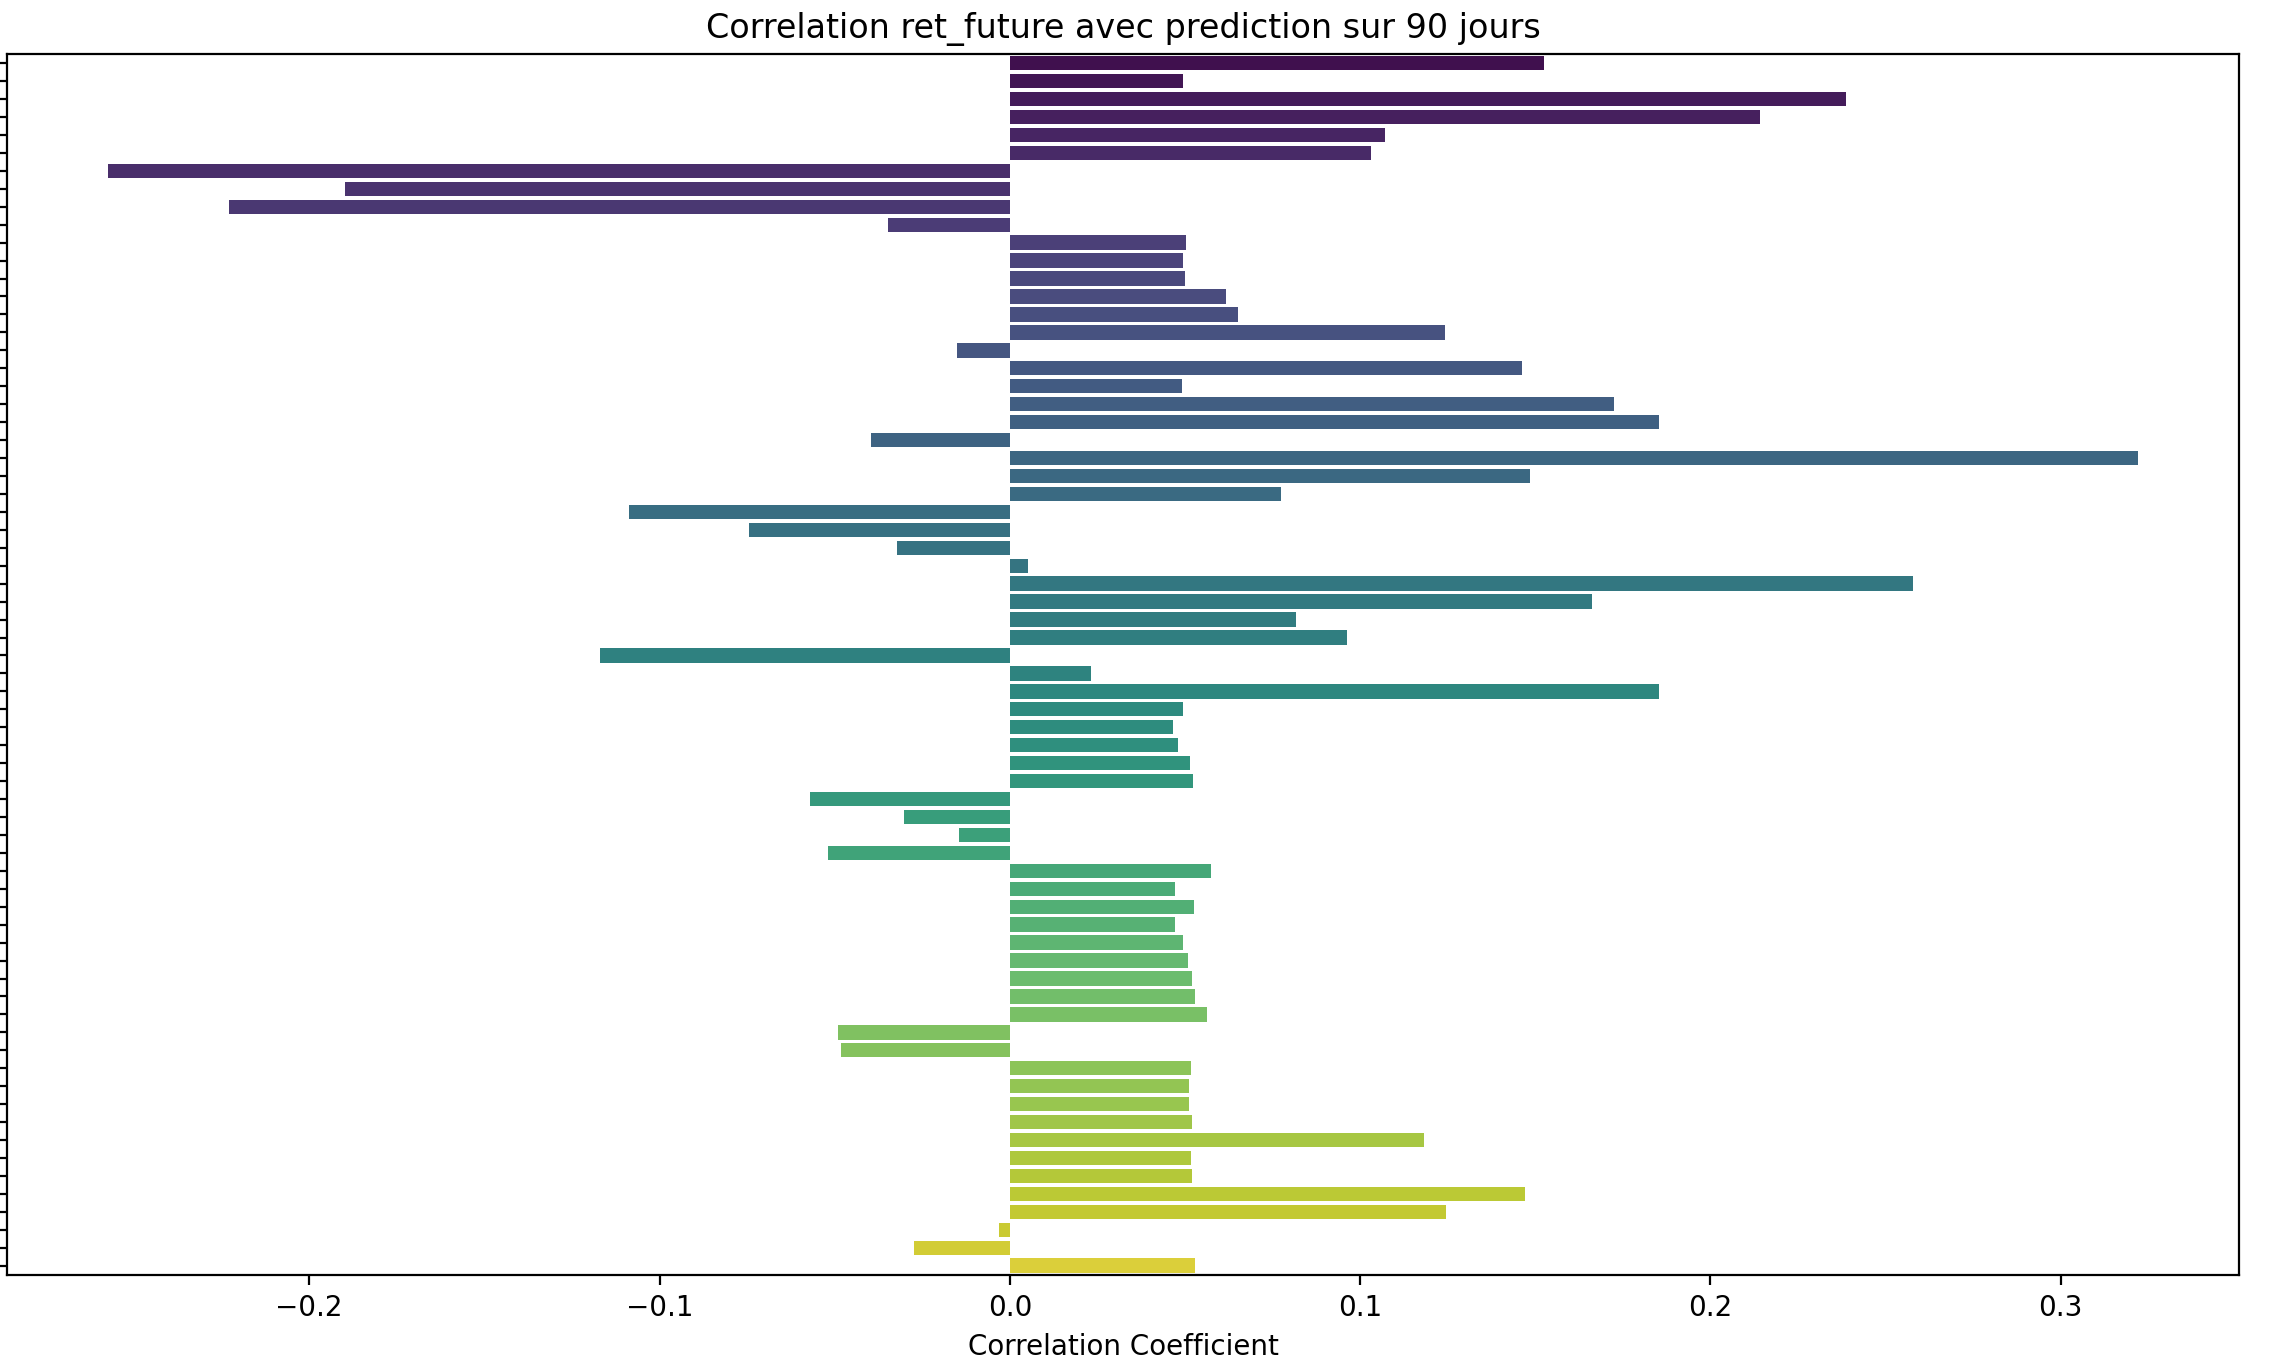 Correlation ret_future avec prediction sur 90 jours
−0.2 −0.1 0.0 0.1 0.2 0.3
Correlation Coefficient